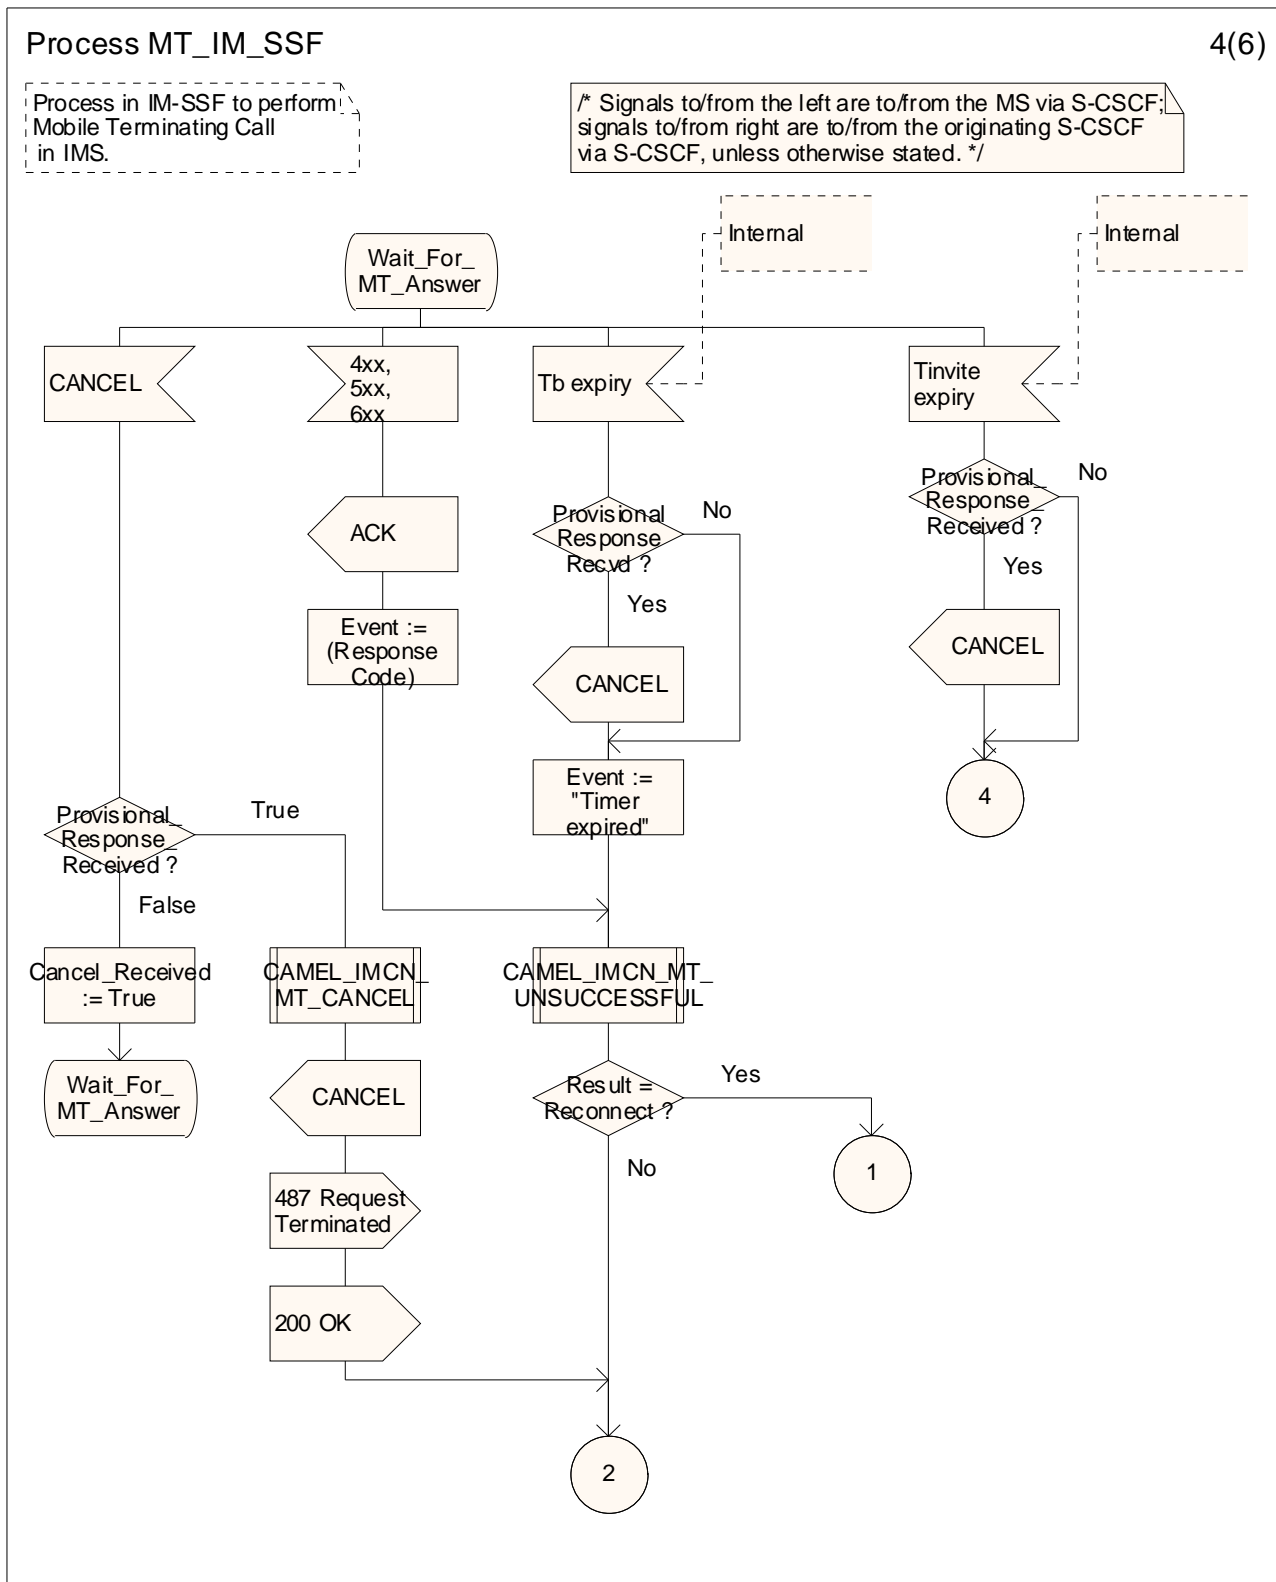 Process MT_IM_SSF
4(6)
Process in IM-SSF to perform
Mobile Terminating Call
in IMS.
/* Signals to/from the left are to/from the MS via S-CSCF;
signals to/from right are to/from the originating S-CSCF
via S-CSCF, unless otherwise stated. */
Internal
Internal
Wait_For_
MT_Answer
CANCEL
4xx,
5xx,
6xx
Tb expiry
Tinvite
expiry
Provisional_
Response_
Received ?
No
Yes
ACK
Provisional
Response
Recvd ?
No
Yes
Event :=
(Response
Code)
CANCEL
CANCEL
Event :=
"Timer
expired"
4
Provisional_
Response_
Received ?
True
False
Cancel_Received
:= True
CAMEL_IMCN_
MT_CANCEL
CAMEL_IMCN_MT_
UNSUCCESSFUL
Wait_For_
MT_Answer
CANCEL
Result =
Reconnect ?
Yes
No
1
487 Request
Terminated
200 OK
2